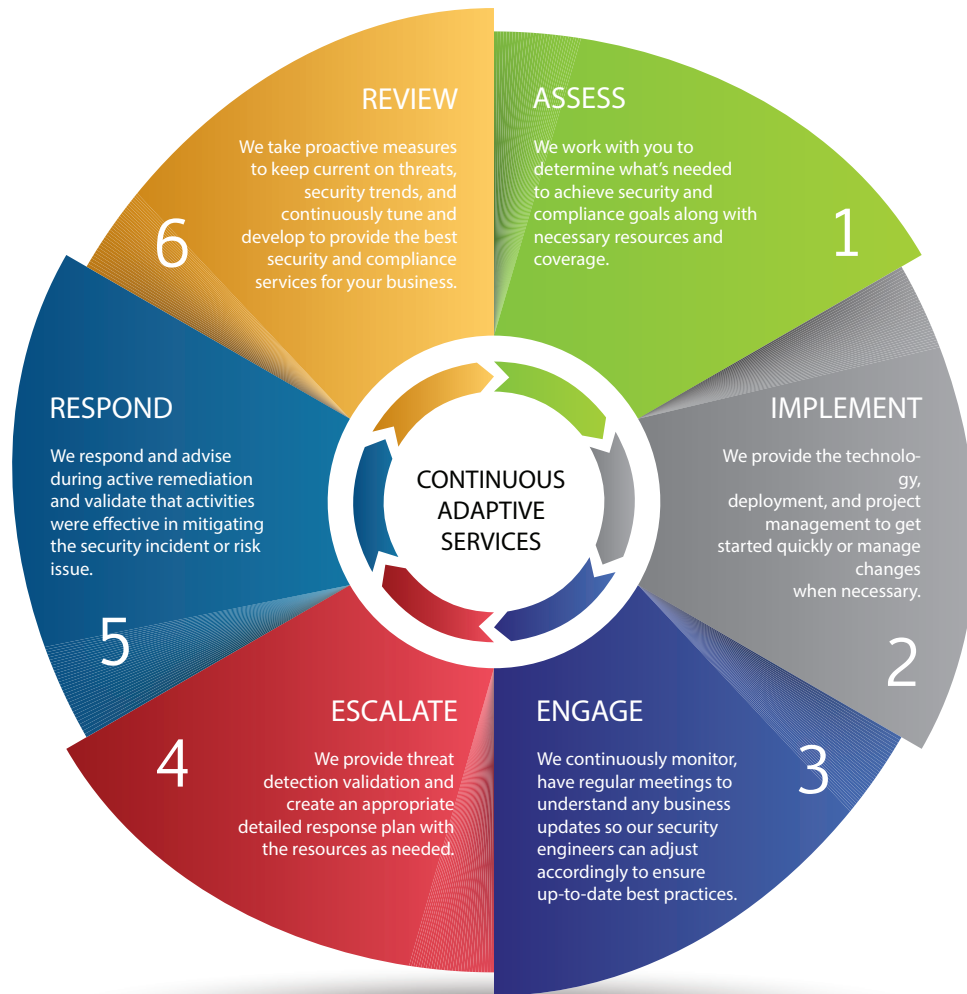 ASSESS
We work with you to
determine what's needed
to achieve security and
compliance goals along with
necessary resources and
coverage.
1
IMPLEMENT
We provide the technolo-
gy,
deployment, and project
management to get
started quickly or manage
changes
when necessary.
2
ENGAGE
We continuously monitor,
have regular meetings to
understand any business
updates so our security
engineers can adjust
accordingly to ensure
up-to-date best practices.
3
ESCALATE
We provide threat
detection validation and
create an appropriate
detailed response plan with
the resources as needed.
4
RESPOND
We respond and advise
during active remediation
and validate that activities
were effective in mitigating
the security incident or risk
issue.
5
REVIEW
We take proactive measures
to keep current on threats,
security trends, and
continuously tune and
develop to provide the best
security and compliance
services for your business.
6
CONTINUOUS
ADAPTIVE
SERVICES